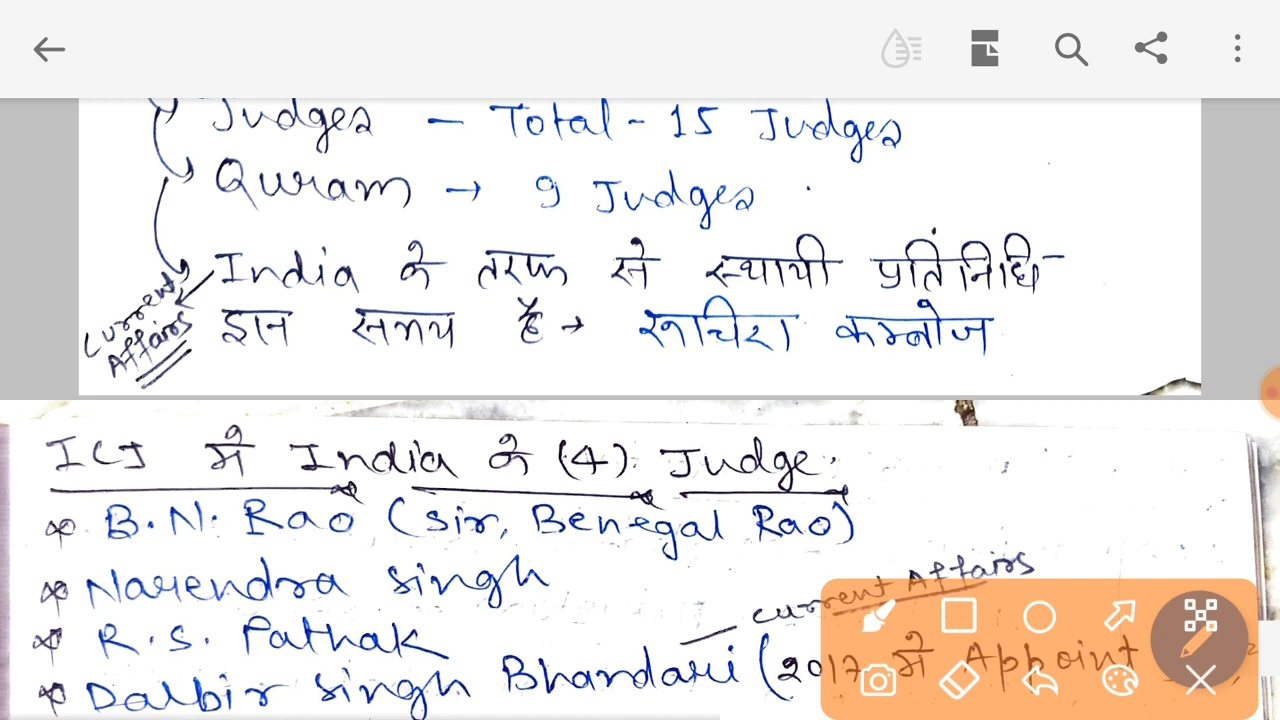 Judges - Total - 15 Judges
Quram → 9 Judges
India के तरफ से स्थायी प्रतिनिधि -
इस समय है → रूचिरा कम्बोज
Current Affairs
ICJ में India के (4) Judge
B.N. Rao (Sir, Benegal Rao)
Narendra Singh
R.S. Pathak
Current Affairs
Dalbir Singh Bhandari (2017 में Appoint